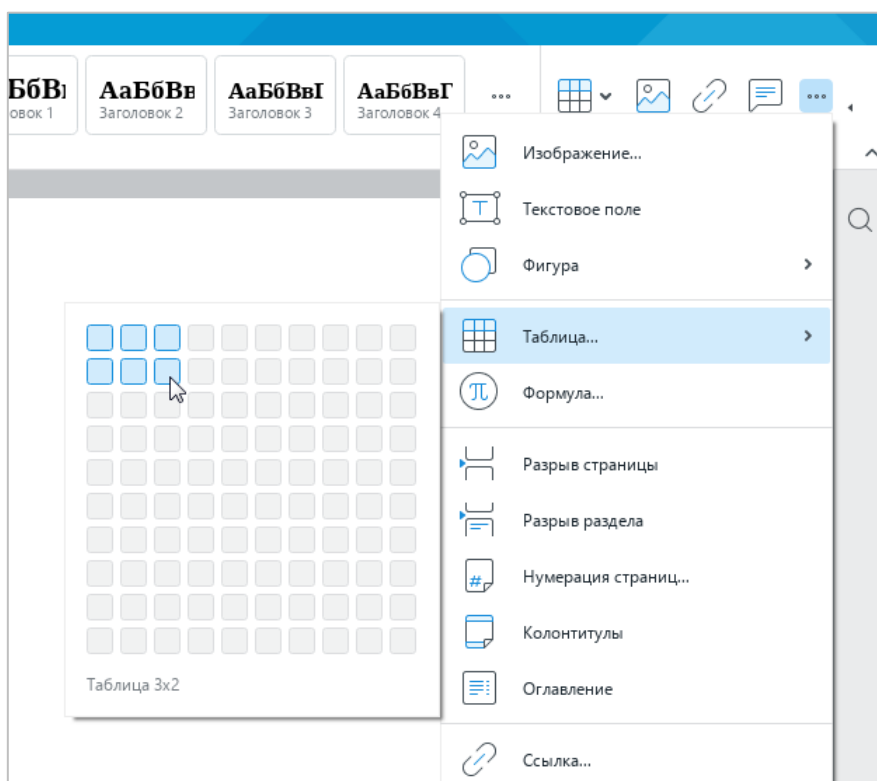 БбВ АаБбВв АаБбВвІ АаБбВвГ
овок 1 Заголовок 2 Заголовок 3 Заголовок 4
Изображение...
Текстовое поле
Фигура
Таблица...
Формула...
Разрыв страницы
Разрыв раздела
Нумерация страниц...
Колонтитулы
Оглавление
Ссылка...
Таблица 3x2